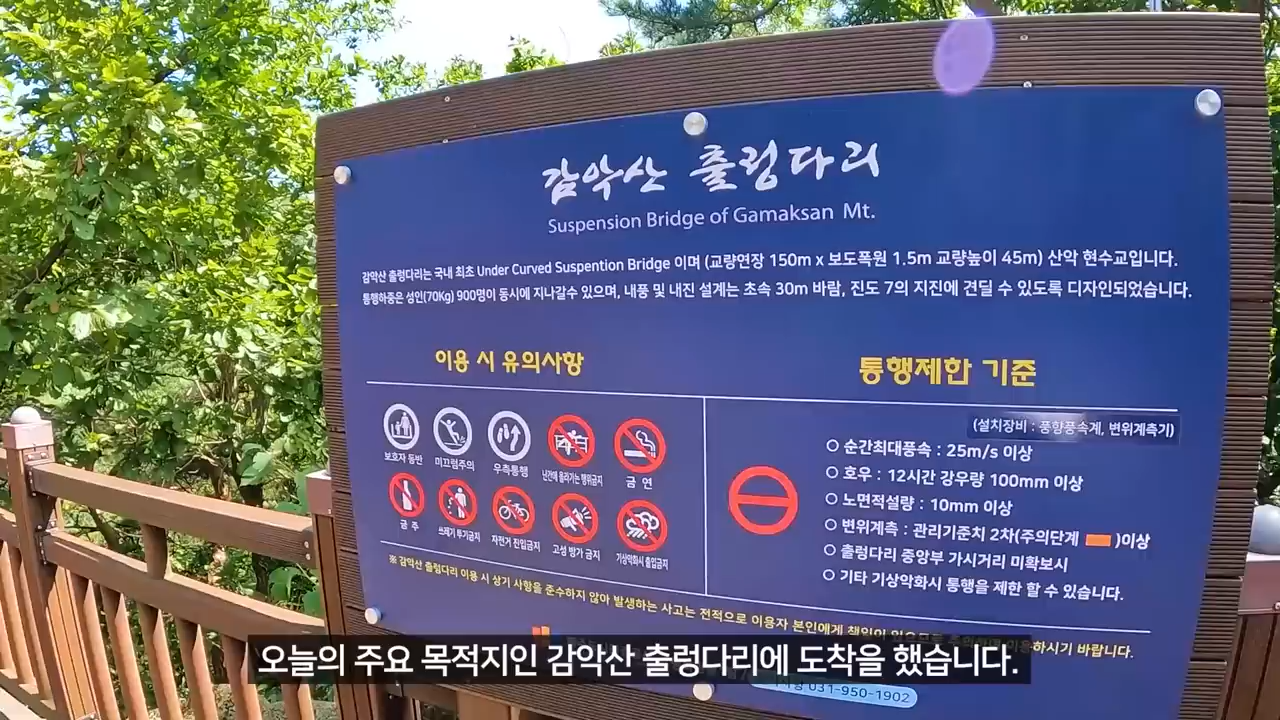 감악산 출렁다리
Suspension Bridge of Gamaksan Mt.
감악산 출렁다리는 국내 최초 Under Curved Suspention Bridge 이며 (교량연장 150m x 보도폭원 1.5m 교량높이 45m) 산악 현수교입니다.
통행하중은 성인(70Kg) 900명이 동시에 지나갈수 있으며, 내풍 및 내진 설계는 초속 30m 바람, 진도 7의 지진에 견딜 수 있도록 디자인되었습니다.
이용 시 유의사항
보호자 동반 미끄럼주의 우측통행 난간에 올라가는 행위금지 금 연
금 주 쓰레기 투기금지 자전거 진입금지 고성 방가 금지 기상악화시 출입금지
통행제한 기준
(설치장비 : 풍향풍속계, 변위계측기)
순간최대풍속 : 25m/s 이상
호우 : 12시간 강우량 100mm 이상
노면적설량 : 10mm 이상
변위계측 : 관리기준치 2차(주의단계 )이상
출렁다리 중앙부 가시거리 미확보시
기타 기상악화시 통행을 제한 할 수 있습니다.
※ 감악산 출렁다리 이용 시 상기 사항을 준수하지 않아 발생하는 사고는 전적으로 이용자 본인에게 책임이 이용하시기 바랍니다.
031-950-1902
오늘의 주요 목적지인 감악산 출렁다리에 도착을 했습니다.